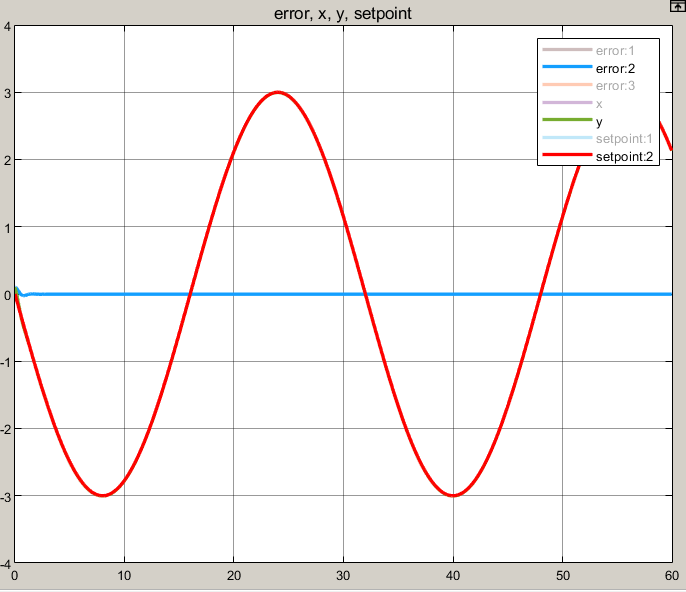 error, x, y, setpoint
error:1
error:2
error:3
x
y
setpoint:1
setpoint:2
4
3
2
1
0
-1
-2
-3
-4
0 10 20 30 40 50 60